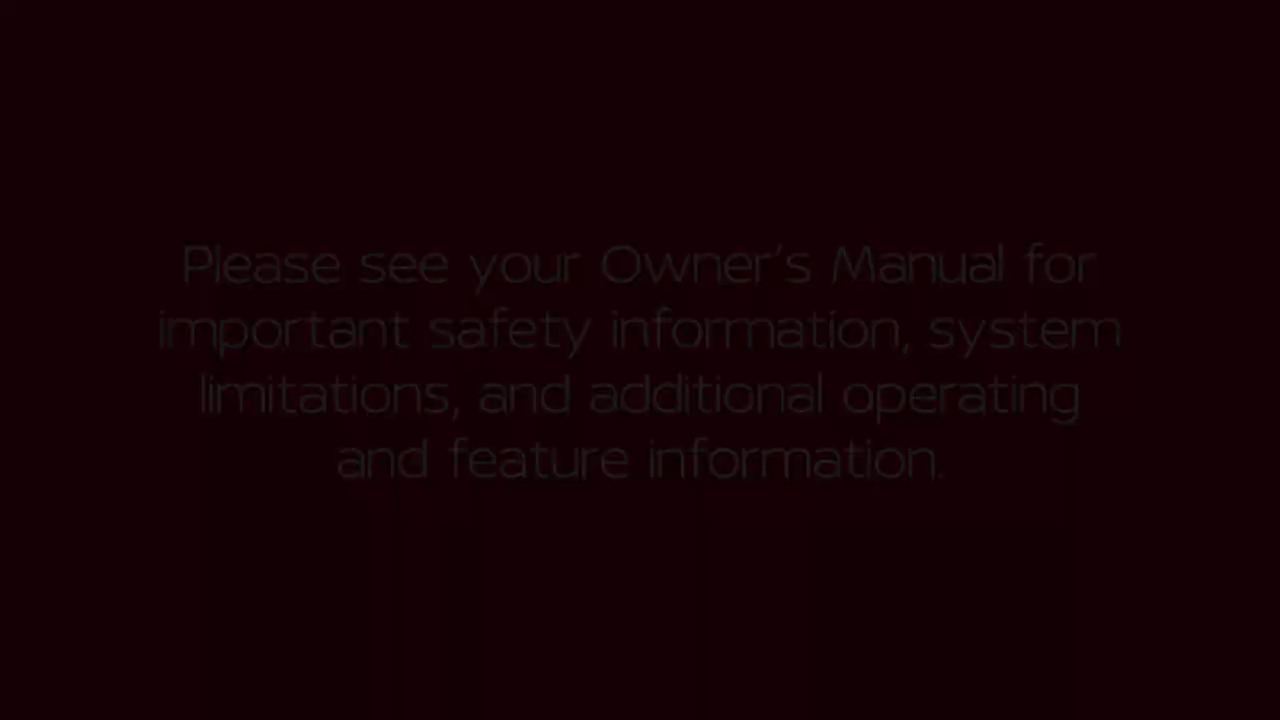 Please see your Owner’s Manual for
important safety information, system
limitations, and additional operating
and feature information.